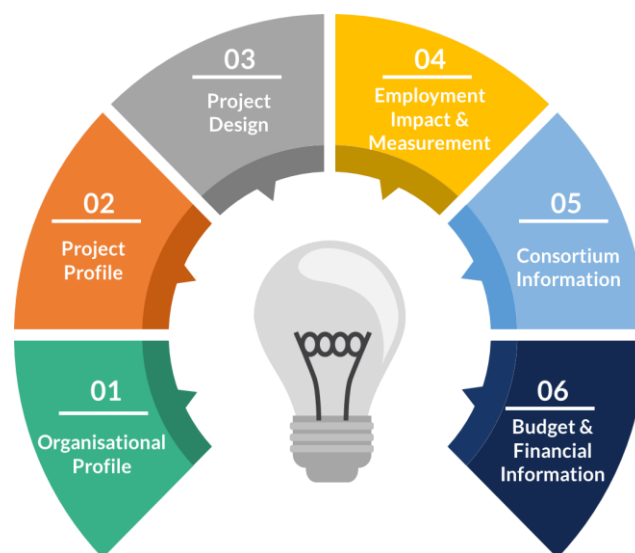 01
Organisational
Profile
02
Project
Profile
03
Project
Design
04
Employment
Impact &
Measurement
05
Consortium
Information
06
Budget &
Financial
Information